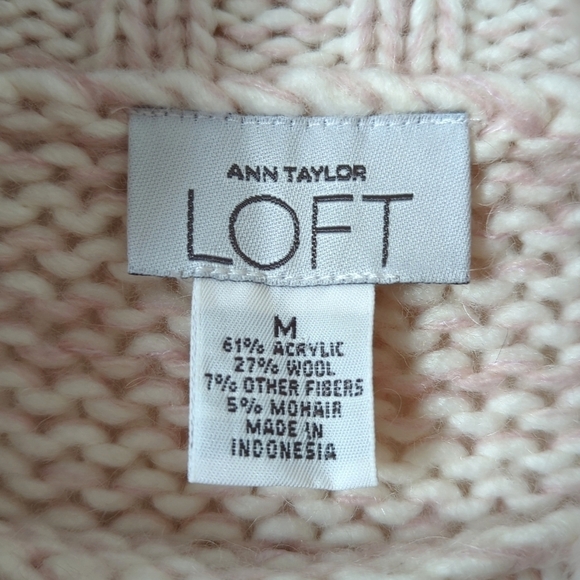 ANN TAYLOR
LOFT
M
61% ACRYLIC
27% WOOL
7% OTHER FIBERS
5% MOHAIR
MADE IN
INDONESIA